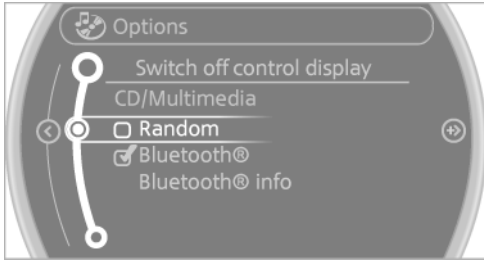 Options
Switch off control display
CD/Multimedia
Random
Bluetooth®
Bluetooth® info